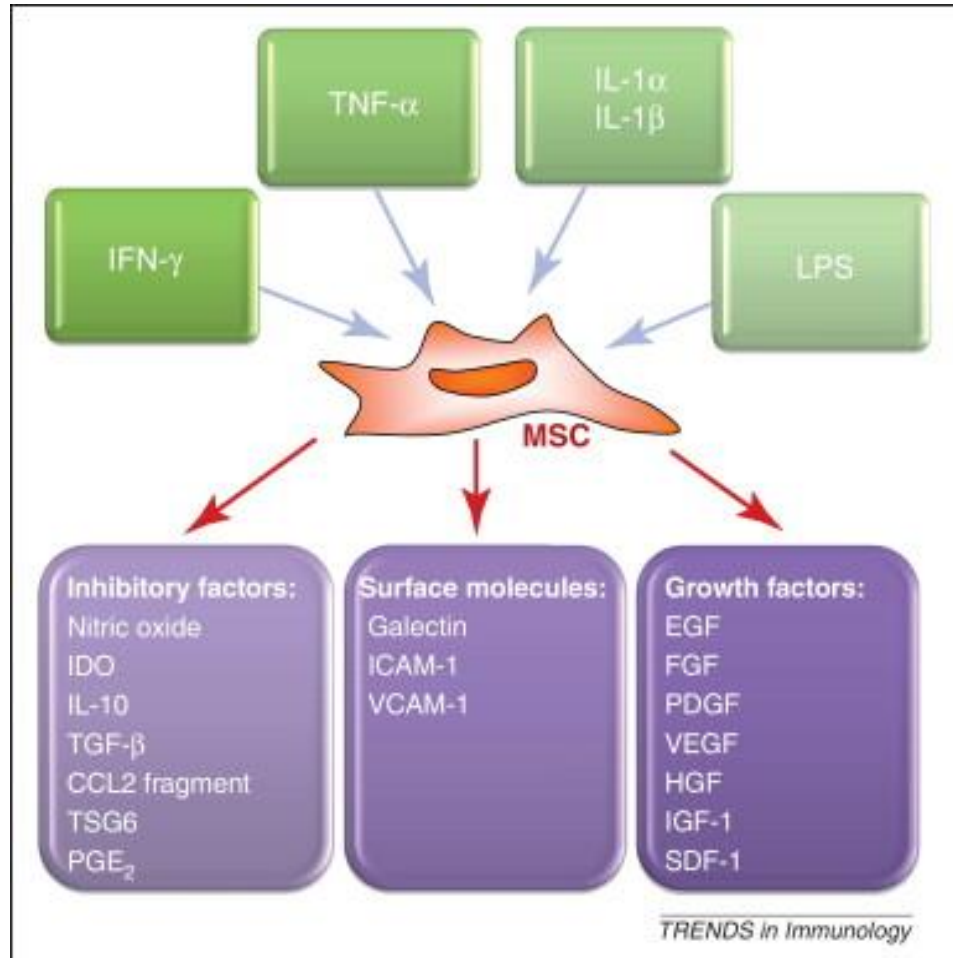 TNF-α
IL-1α
IL-1β
IFN-γ
LPS
MSC
Inhibitory factors:
Nitric oxide
IDO
IL-10
TGF-β
CCL2 fragment
TSG6
PGE₂
Surface molecules:
Galectin
ICAM-1
VCAM-1
Growth factors:
EGF
FGF
PDGF
VEGF
HGF
IGF-1
SDF-1
TRENDS in Immunology